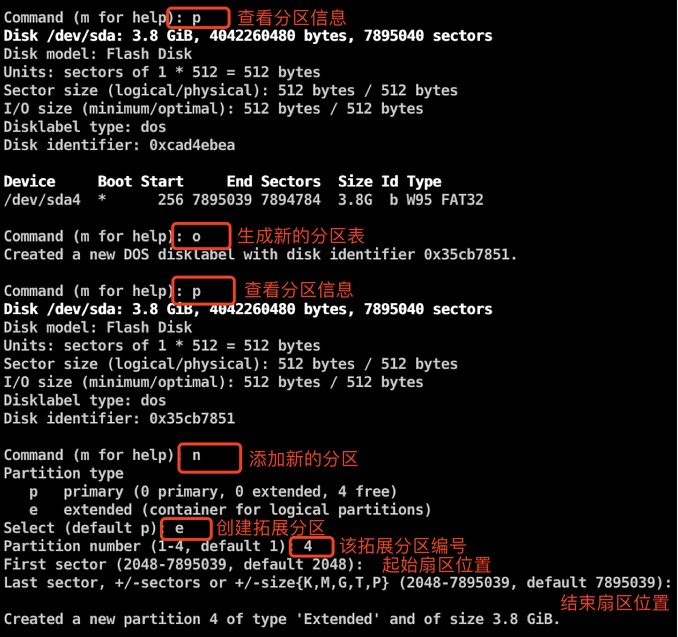 Command (m for help): p 查看分区信息
Disk /dev/sda: 3.8 GiB, 4042260480 bytes, 7895040 sectors
Disk model: Flash Disk
Units: sectors of 1 * 512 = 512 bytes
Sector size (logical/physical): 512 bytes / 512 bytes
I/O size (minimum/optimal): 512 bytes / 512 bytes
Disklabel type: dos
Disk identifier: 0xcad4ebea
Device Boot Start End Sectors Size Id Type
/dev/sda4 * 256 7895039 7894784 3.8G b W95 FAT32
Command (m for help): o 生成新的分区表
Created a new DOS disklabel with disk identifier 0x35cb7851.
Command (m for help): p 查看分区信息
Disk /dev/sda: 3.8 GiB, 4042260480 bytes, 7895040 sectors
Disk model: Flash Disk
Units: sectors of 1 * 512 = 512 bytes
Sector size (logical/physical): 512 bytes / 512 bytes
I/O size (minimum/optimal): 512 bytes / 512 bytes
Disklabel type: dos
Disk identifier: 0x35cb7851
Command (m for help) n 添加新的分区
Partition type
p primary (0 primary, 0 extended, 4 free)
e extended (container for logical partitions)
Select (default p): e 创建拓展分区
Partition number (1-4, default 1): 4 该拓展分区编号
First sector (2048-7895039, default 2048): 起始扇区位置
Last sector, +/-sectors or +/-size{K,M,G,T,P} (2048-7895039, default 7895039):
结束扇区位置
Created a new partition 4 of type 'Extended' and of size 3.8 GiB.